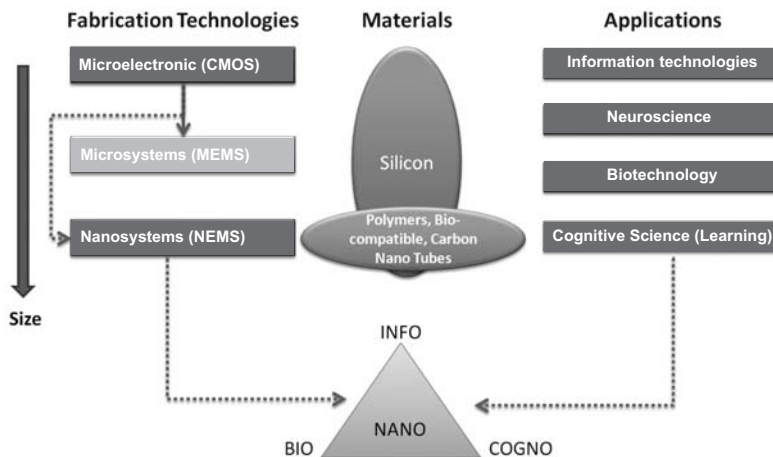 Fabrication Technologies
Microelectronic (CMOS)
Microsystems (MEMS)
Nanosystems (NEMS)
Size
Materials
Silicon
Polymers, Bio-
compatible, Carbon
Nano Tubes
Applications
Information technologies
Neuroscience
Biotechnology
Cognitive Science (Learning)
INFO
NANO
BIO
COGNO